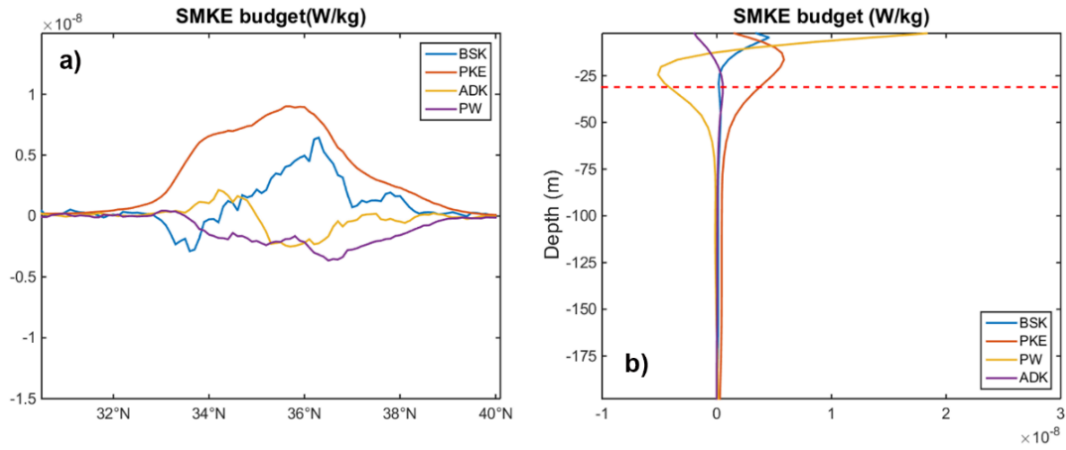 SMKE budget(W/kg)
×10^-8
a)
BSK
PKE
ADK
PW
1
0.5
0
-0.5
-1
-1.5
32°N 34°N 36°N 38°N 40°N
SMKE budget (W/kg)
-25
-50
-75
-100
-125
-150
-175
Depth (m)
b)
BSK
PKE
PW
ADK
-1 0 1 2 3
×10^-8